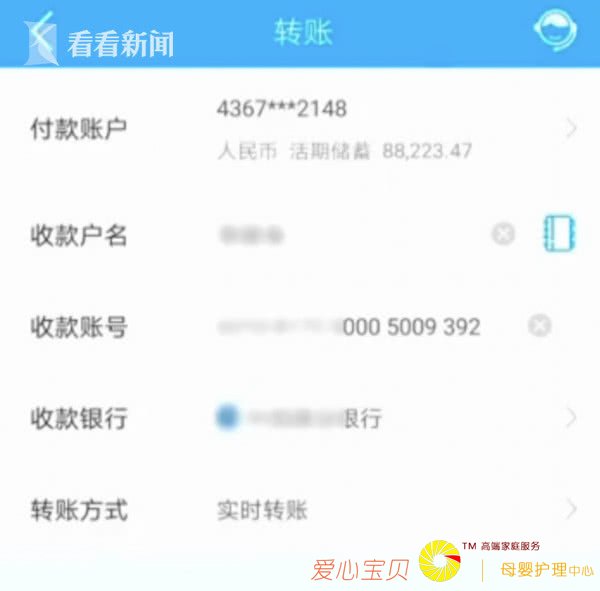 看看新闻
转账
付款账户
4367***2148
人民币 活期储蓄 88,223.47
收款户名
收款账号 000 5009 392
收款银行 银行
转账方式 实时转账
TM 高端家庭服务
爱心宝贝 母婴护理中心